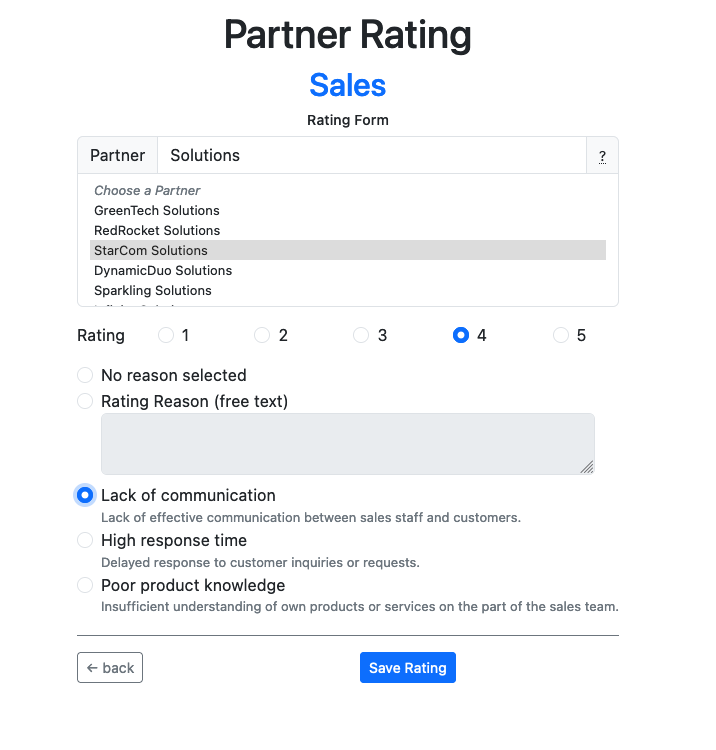 Partner Rating
Sales
Rating Form
Partner Solutions ?
Choose a Partner
GreenTech Solutions
RedRocket Solutions
StarCom Solutions
DynamicDuo Solutions
Sparkling Solutions
Rating 1 2 3 4 5
No reason selected
Rating Reason (free text)
Lack of communication
Lack of effective communication between sales staff and customers.
High response time
Delayed response to customer inquiries or requests.
Poor product knowledge
Insufficient understanding of own products or services on the part of the sales team.
← back Save Rating